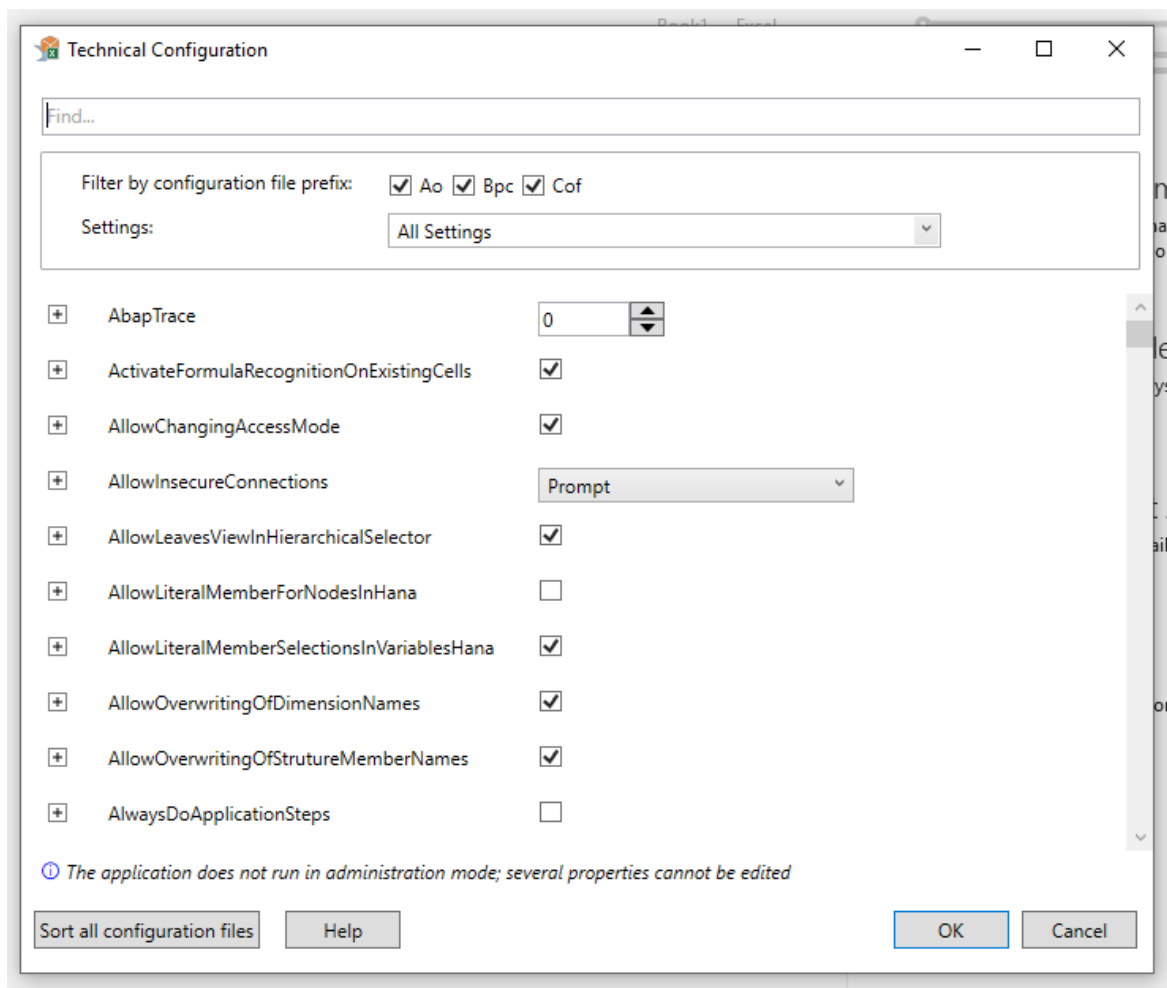 Book1 Excel
Technical Configuration
Find...
Filter by configuration file prefix: Ao Bpc Cof
Settings: All Settings
AbapTrace 0
ActivateFormulaRecognitionOnExistingCells
AllowChangingAccessMode
AllowInsecureConnections Prompt
AllowLeavesViewInHierarchicalSelector
AllowLiteralMemberForNodesInHana
AllowLiteralMemberSelectionsInVariablesHana
AllowOverwritingOfDimensionNames
AllowOverwritingOfStrutureMemberNames
AlwaysDoApplicationSteps
The application does not run in administration mode; several properties cannot be edited
Sort all configuration files Help OK Cancel